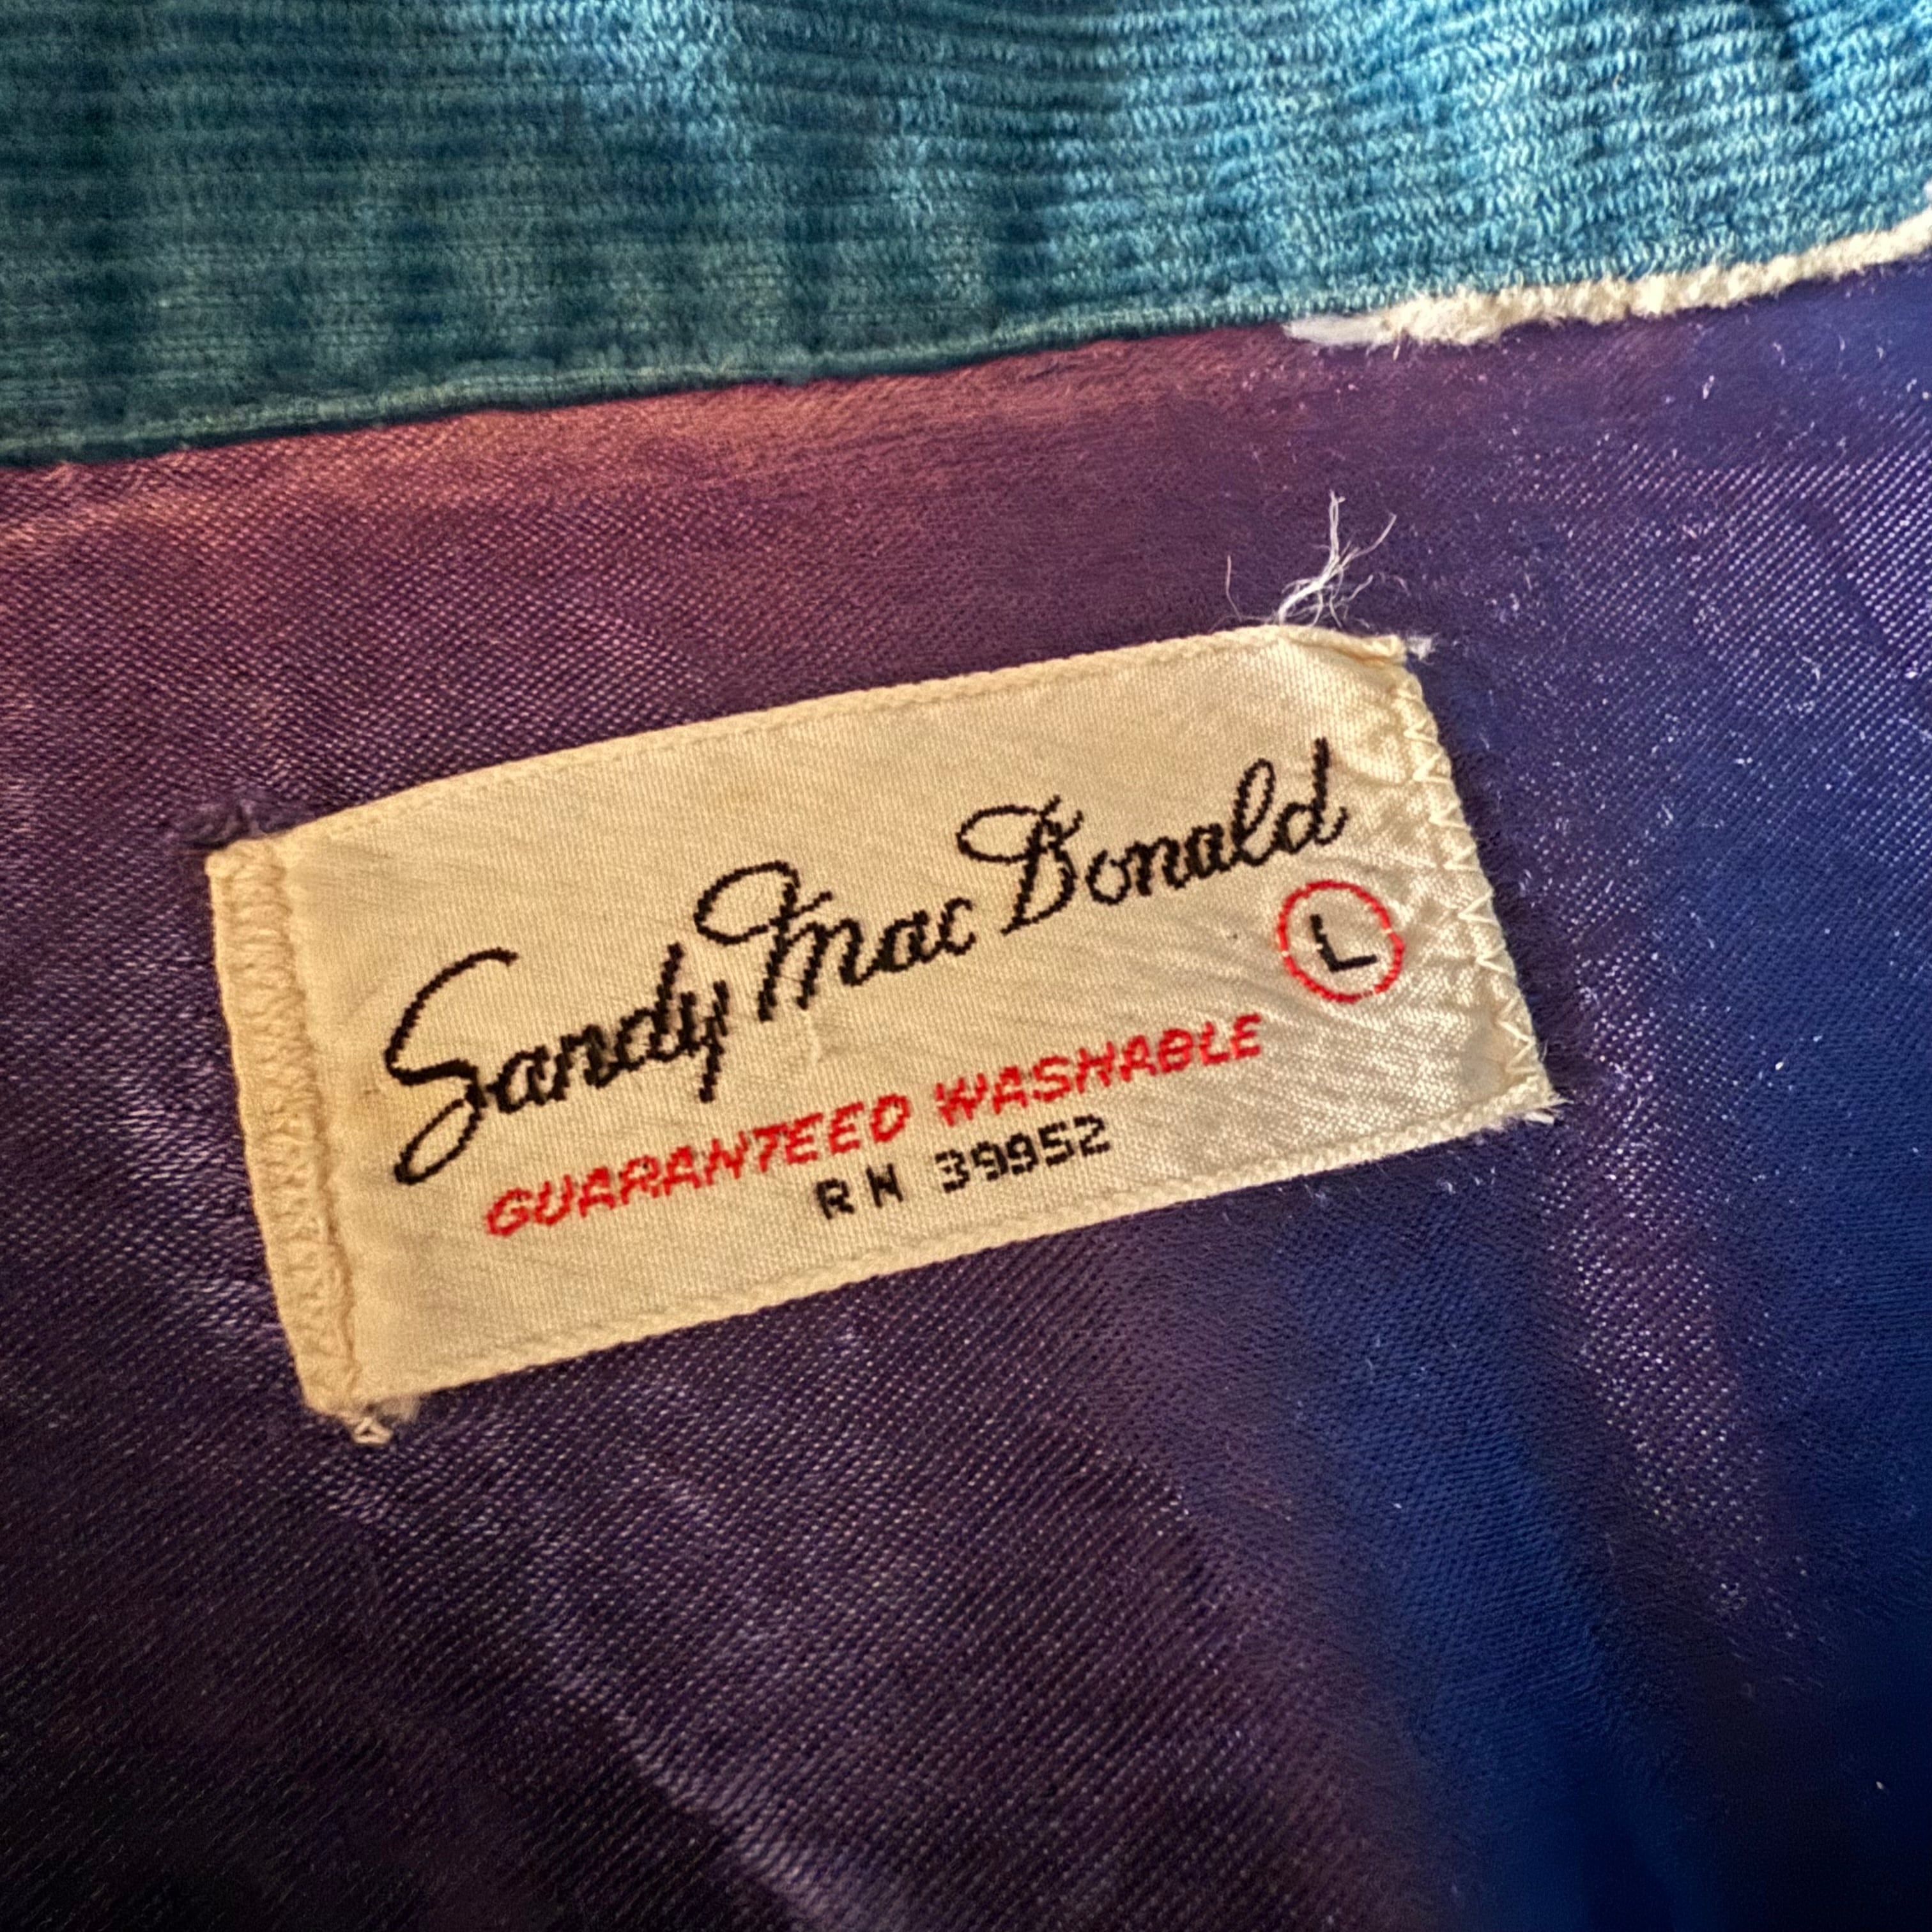 Sandy Mac Donald
L
GUARANTEED WASHABLE
RN 39952